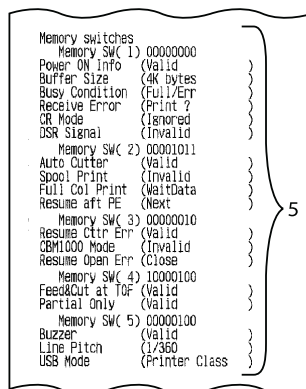 Memory switches
Memory SW( 1) 00000000
Power ON Info (Valid )
Buffer Size (4K bytes )
Busy Condition (Full/Err )
Receive Error (Print ? )
CR Mode (Ignored )
DSR Signal (Invalid )
Memory SW( 2) 00001011
Auto Cutter (Valid )
Spool Print (Invalid )
Full Col Print (WaitData )
Resume aft PE (Next )
Memory SW( 3) 00000010
Resume Cttr Err (Valid )
CBM1000 Mode (Invalid )
Resume Open Err (Close )
Memory SW( 4) 10000100
Feed&Cut at TOF (Valid )
Partial Only (Valid )
Memory SW( 5) 00000100
Buzzer (Valid )
Line Pitch (1/360 )
USB Mode (Printer Class )
5